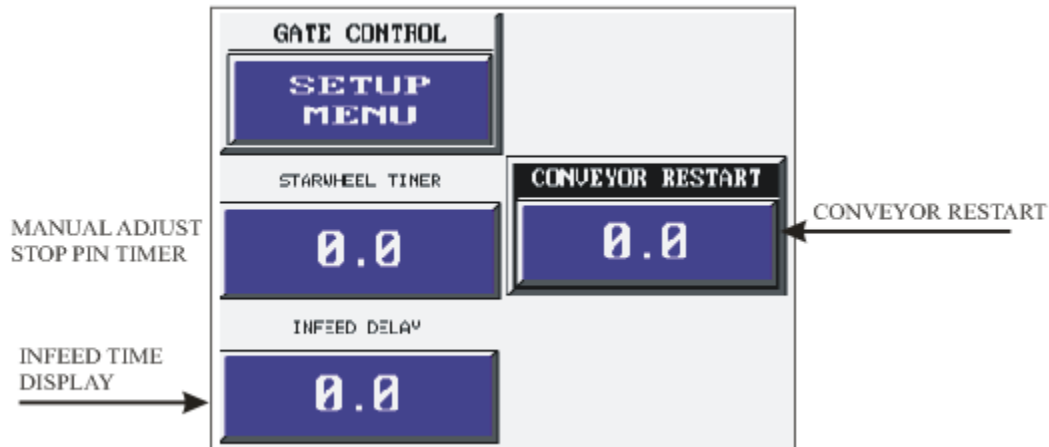 GATE CONTROL
SETUP
MENU
STARWHEEL TIMER
CONVEYOR RESTART
MANUAL ADJUST
STOP PIN TIMER
0.0
0.0
CONVEYOR RESTART
INFEED DELAY
INFEED TIME
DISPLAY
0.0